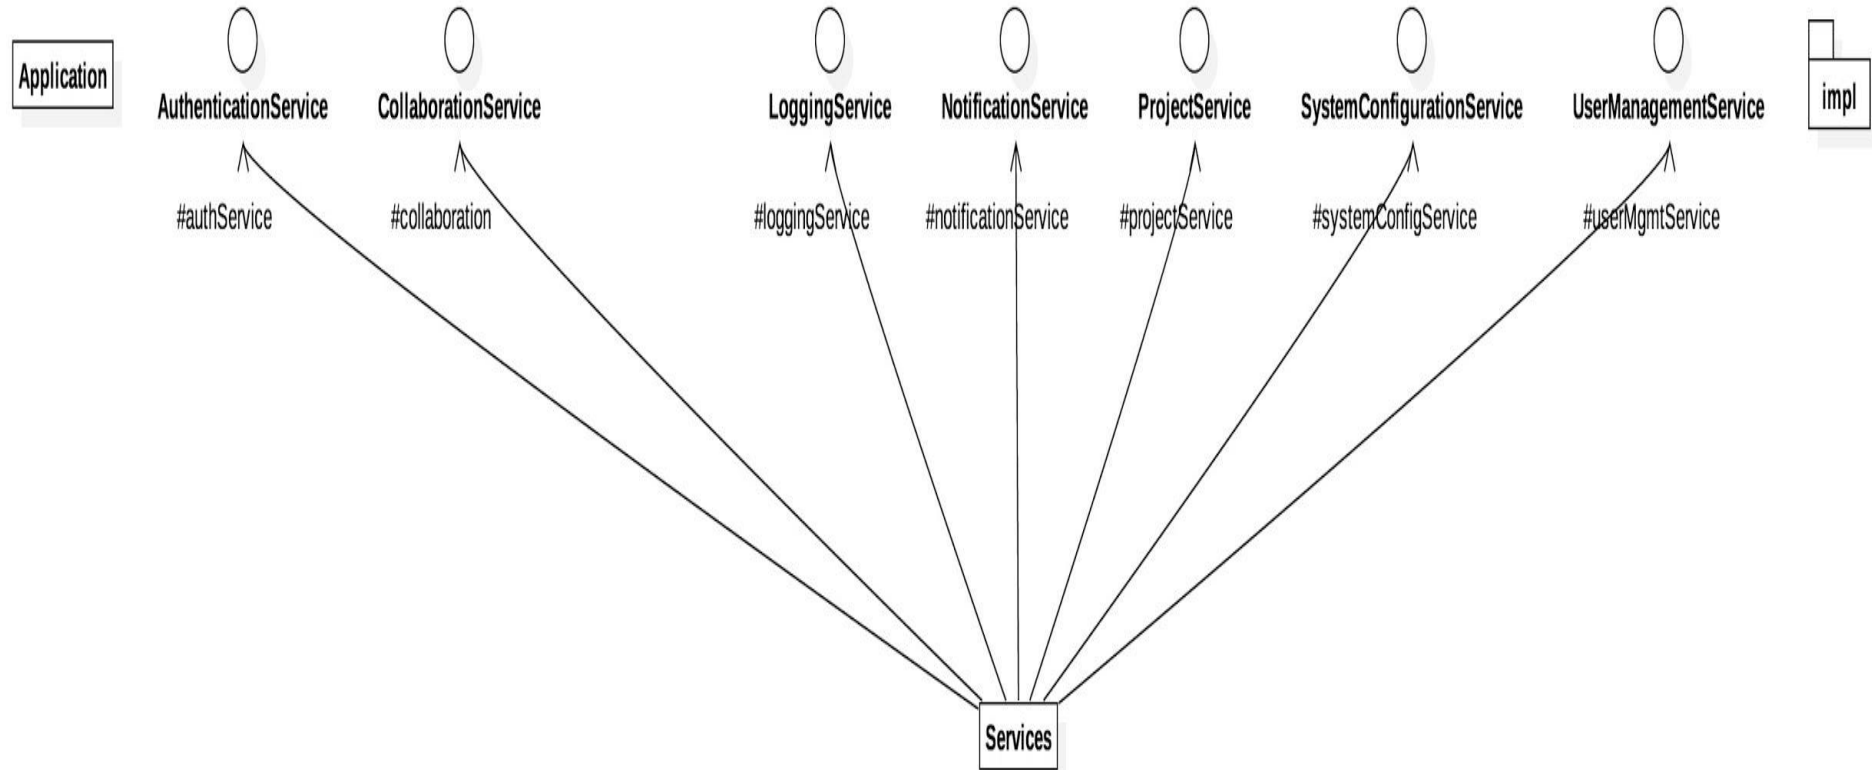 Application
AuthenticationService
CollaborationService
LoggingService
NotificationService
ProjectService
SystemConfigurationService
UserManagementService
impl
#authService
#collaboration
#loggingService
#notificationService
#projectService
#systemConfigService
#userMgmtService
Services